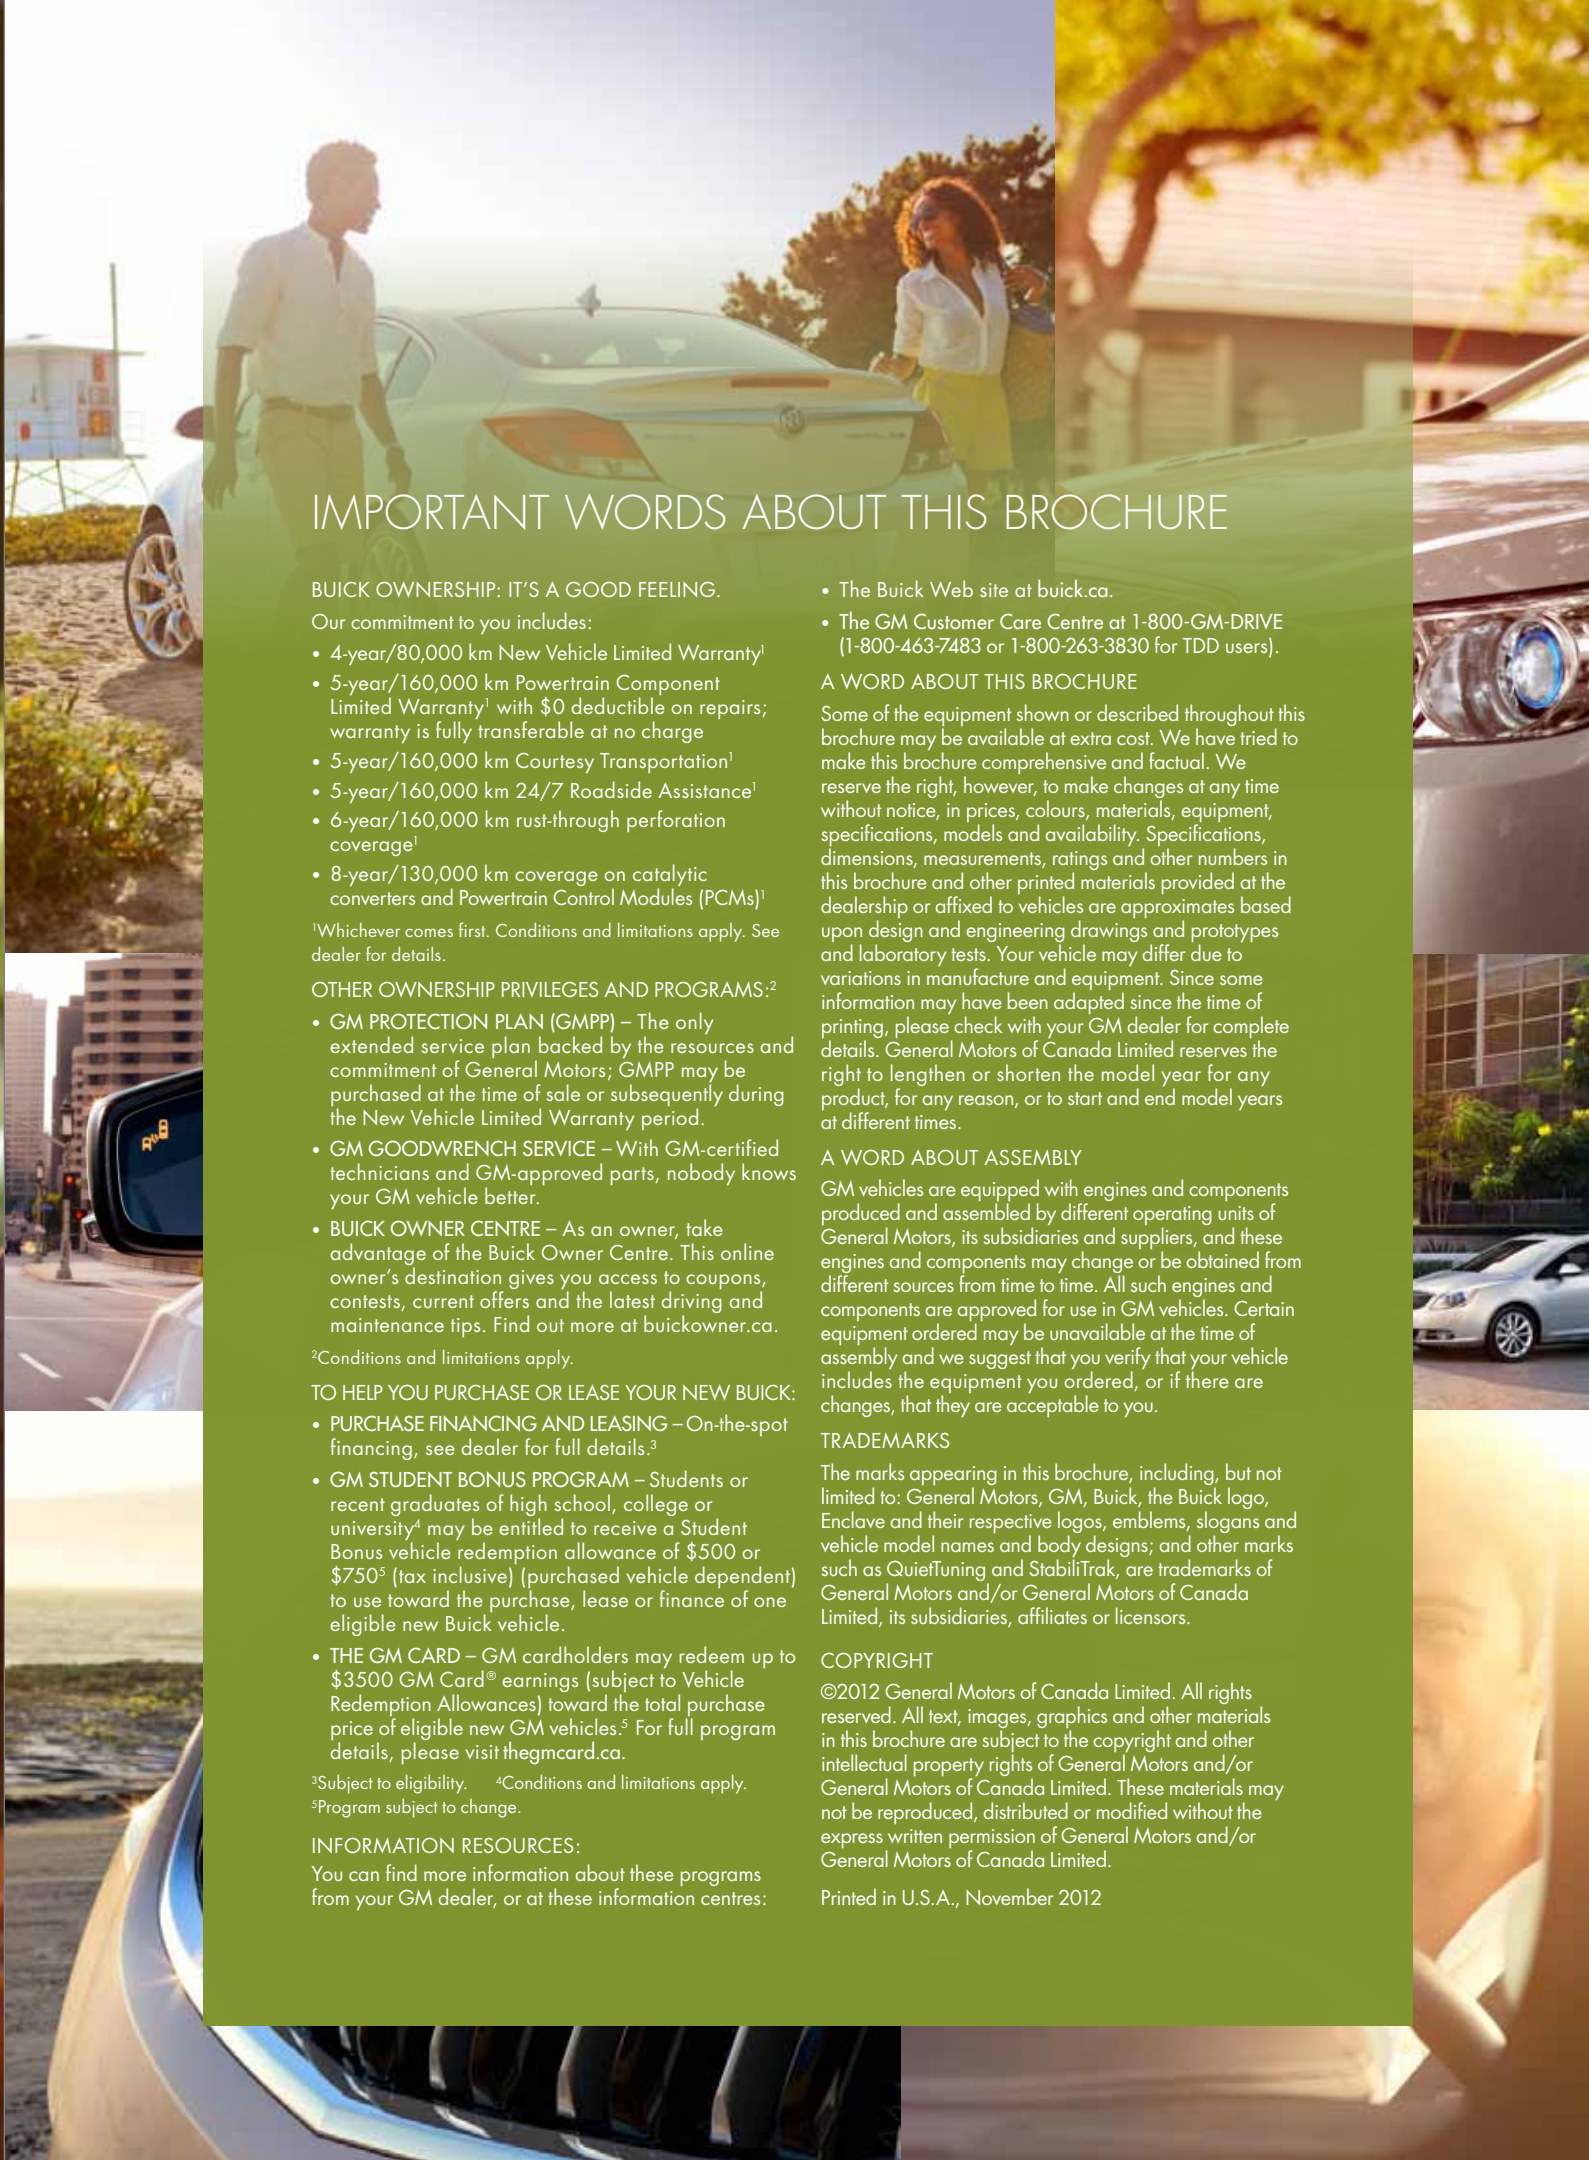 IMPORTANT WORDS ABOUT THIS BROCHURE
BUICK OWNERSHIP: IT'S A GOOD FEELING.
Our commitment to you includes:
• 4-year/80,000 km New Vehicle Limited Warranty¹
• 5-year/160,000 km Powertrain Component
Limited Warranty¹ with $0 deductible on repairs;
warranty is fully transferable at no charge
• 5-year/160,000 km Courtesy Transportation¹
• 5-year/160,000 km 24/7 Roadside Assistance¹
• 6-year/160,000 km rust-through perforation
coverage¹
• 8-year/130,000 km coverage on catalytic
converters and Powertrain Control Modules (PCMs)¹
¹Whichever comes first. Conditions and limitations apply. See
dealer for details.
OTHER OWNERSHIP PRIVILEGES AND PROGRAMS:²
• GM PROTECTION PLAN (GMPP) – The only
extended service plan backed by the resources and
commitment of General Motors; GMPP may be
purchased at the time of sale or subsequently during
the New Vehicle Limited Warranty period.
• GM GOODWRENCH SERVICE – With GM-certified
technicians and GM-approved parts, nobody knows
your GM vehicle better.
• BUICK OWNER CENTRE – As an owner, take
advantage of the Buick Owner Centre. This online
owner's destination gives you access to coupons,
contests, current offers and the latest driving and
maintenance tips. Find out more at buickowner.ca.
²Conditions and limitations apply.
TO HELP YOU PURCHASE OR LEASE YOUR NEW BUICK:
• PURCHASE FINANCING AND LEASING – On-the-spot
financing, see dealer for full details.³
• GM STUDENT BONUS PROGRAM – Students or
recent graduates of high school, college or
university⁴ may be entitled to receive a Student
Bonus vehicle redemption allowance of $500 or
$750⁵ (tax inclusive) (purchased vehicle dependent)
to use toward the purchase, lease or finance of one
eligible new Buick vehicle.
• THE GM CARD – GM cardholders may redeem up to
$3500 GM Card® earnings (subject to Vehicle
Redemption Allowances) toward the total purchase
price of eligible new GM vehicles.⁵ For full program
details, please visit thegmcard.ca.
³Subject to eligibility. ⁴Conditions and limitations apply.
⁵Program subject to change.
INFORMATION RESOURCES:
You can find more information about these programs
from your GM dealer, or at these information centres:
• The Buick Web site at buick.ca.
• The GM Customer Care Centre at 1-800-GM-DRIVE
(1-800-463-7483 or 1-800-263-3830 for TDD users).
A WORD ABOUT THIS BROCHURE
Some of the equipment shown or described throughout this
brochure may be available at extra cost. We have tried to
make this brochure comprehensive and factual. We
reserve the right, however, to make changes at any time
without notice, in prices, colours, materials, equipment,
specifications, models and availability. Specifications,
dimensions, measurements, ratings and other numbers in
this brochure and other printed materials provided at the
dealership or affixed to vehicles are approximates based
upon design and engineering drawings and prototypes
and laboratory tests. Your vehicle may differ due to
variations in manufacture and equipment. Since some
information may have been adapted since the time of
printing, please check with your GM dealer for complete
details. General Motors of Canada Limited reserves the
right to lengthen or shorten the model year for any
product, for any reason, or to start and end model years
at different times.
A WORD ABOUT ASSEMBLY
GM vehicles are equipped with engines and components
produced and assembled by different operating units of
General Motors, its subsidiaries and suppliers, and these
engines and components may change or be obtained from
different sources from time to time. All such engines and
components are approved for use in GM vehicles. Certain
equipment ordered may be unavailable at the time of
assembly and we suggest that you verify that your vehicle
includes the equipment you ordered, or if there are
changes, that they are acceptable to you.
TRADEMARKS
The marks appearing in this brochure, including, but not
limited to: General Motors, GM, Buick, the Buick logo,
Enclave and their respective logos, emblems, slogans and
vehicle model names and body designs; and other marks
such as QuietTuning and StabiliTrak, are trademarks of
General Motors and/or General Motors of Canada
Limited, its subsidiaries, affiliates or licensors.
COPYRIGHT
©2012 General Motors of Canada Limited. All rights
reserved. All text, images, graphics and other materials
in this brochure are subject to the copyright and other
intellectual property rights of General Motors and/or
General Motors of Canada Limited. These materials may
not be reproduced, distributed or modified without the
express written permission of General Motors and/or
General Motors of Canada Limited.
Printed in U.S.A., November 2012